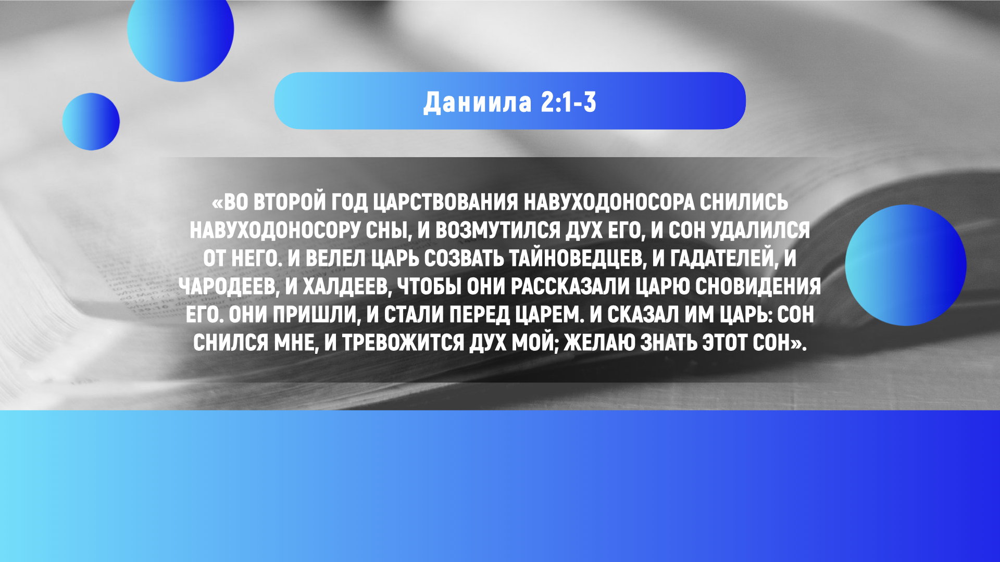 Даниила 2:1-3
«ВО ВТОРОЙ ГОД ЦАРСТВОВАНИЯ НАВУХОДОНОСОРА СНИЛИСЬ
НАВУХОДОНОСОРУ СНЫ, И ВОЗМУТИЛСЯ ДУХ ЕГО, И СОН УДАЛИЛСЯ
ОТ НЕГО. И ВЕЛЕЛ ЦАРЬ СОЗВАТЬ ТАЙНОВЕДЦЕВ, И ГАДАТЕЛЕЙ, И
ЧАРОДЕЕВ, И ХАЛДЕЕВ, ЧТОБЫ ОНИ РАССКАЗАЛИ ЦАРЮ СНОВИДЕНИЯ
ЕГО. ОНИ ПРИШЛИ, И СТАЛИ ПЕРЕД ЦАРЕМ. И СКАЗАЛ ИМ ЦАРЬ: СОН
СНИЛСЯ МНЕ, И ТРЕВОЖИТСЯ ДУХ МОЙ; ЖЕЛАЮ ЗНАТЬ ЭТОТ СОН».